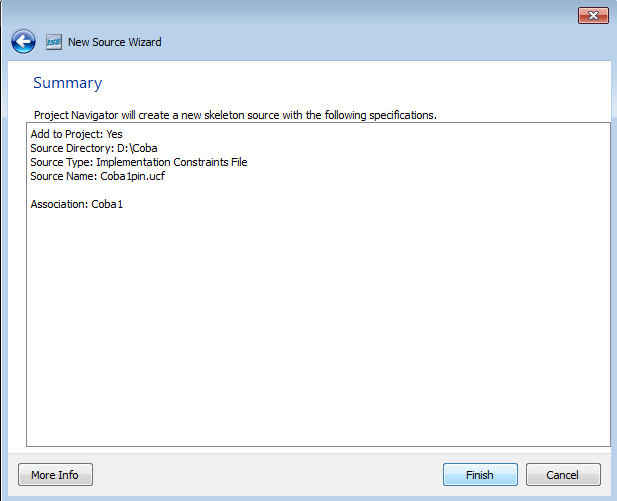 ISE New Source Wizard
Summary
Project Navigator will create a new skeleton source with the following specifications.
Add to Project: Yes
Source Directory: D:\Coba
Source Type: Implementation Constraints File
Source Name: Coba1pin.ucf
Association: Coba1
More Info Finish Cancel